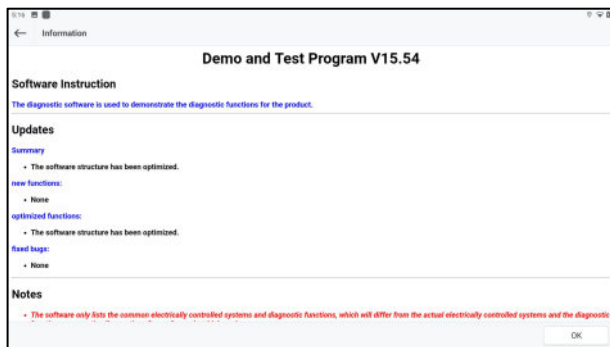 6:16
Information
Demo and Test Program V15.54
Software Instruction
The diagnostic software is used to demonstrate the diagnostic functions for the product.
Updates
Summary
• The software structure has been optimized.
new functions:
• None
optimized functions:
• The software structure has been optimized.
fixed bugs:
• None
Notes
• The software only lists the common electrically controlled systems and diagnostic functions, which will differ from the actual electrically controlled systems and the diagnostic
OK